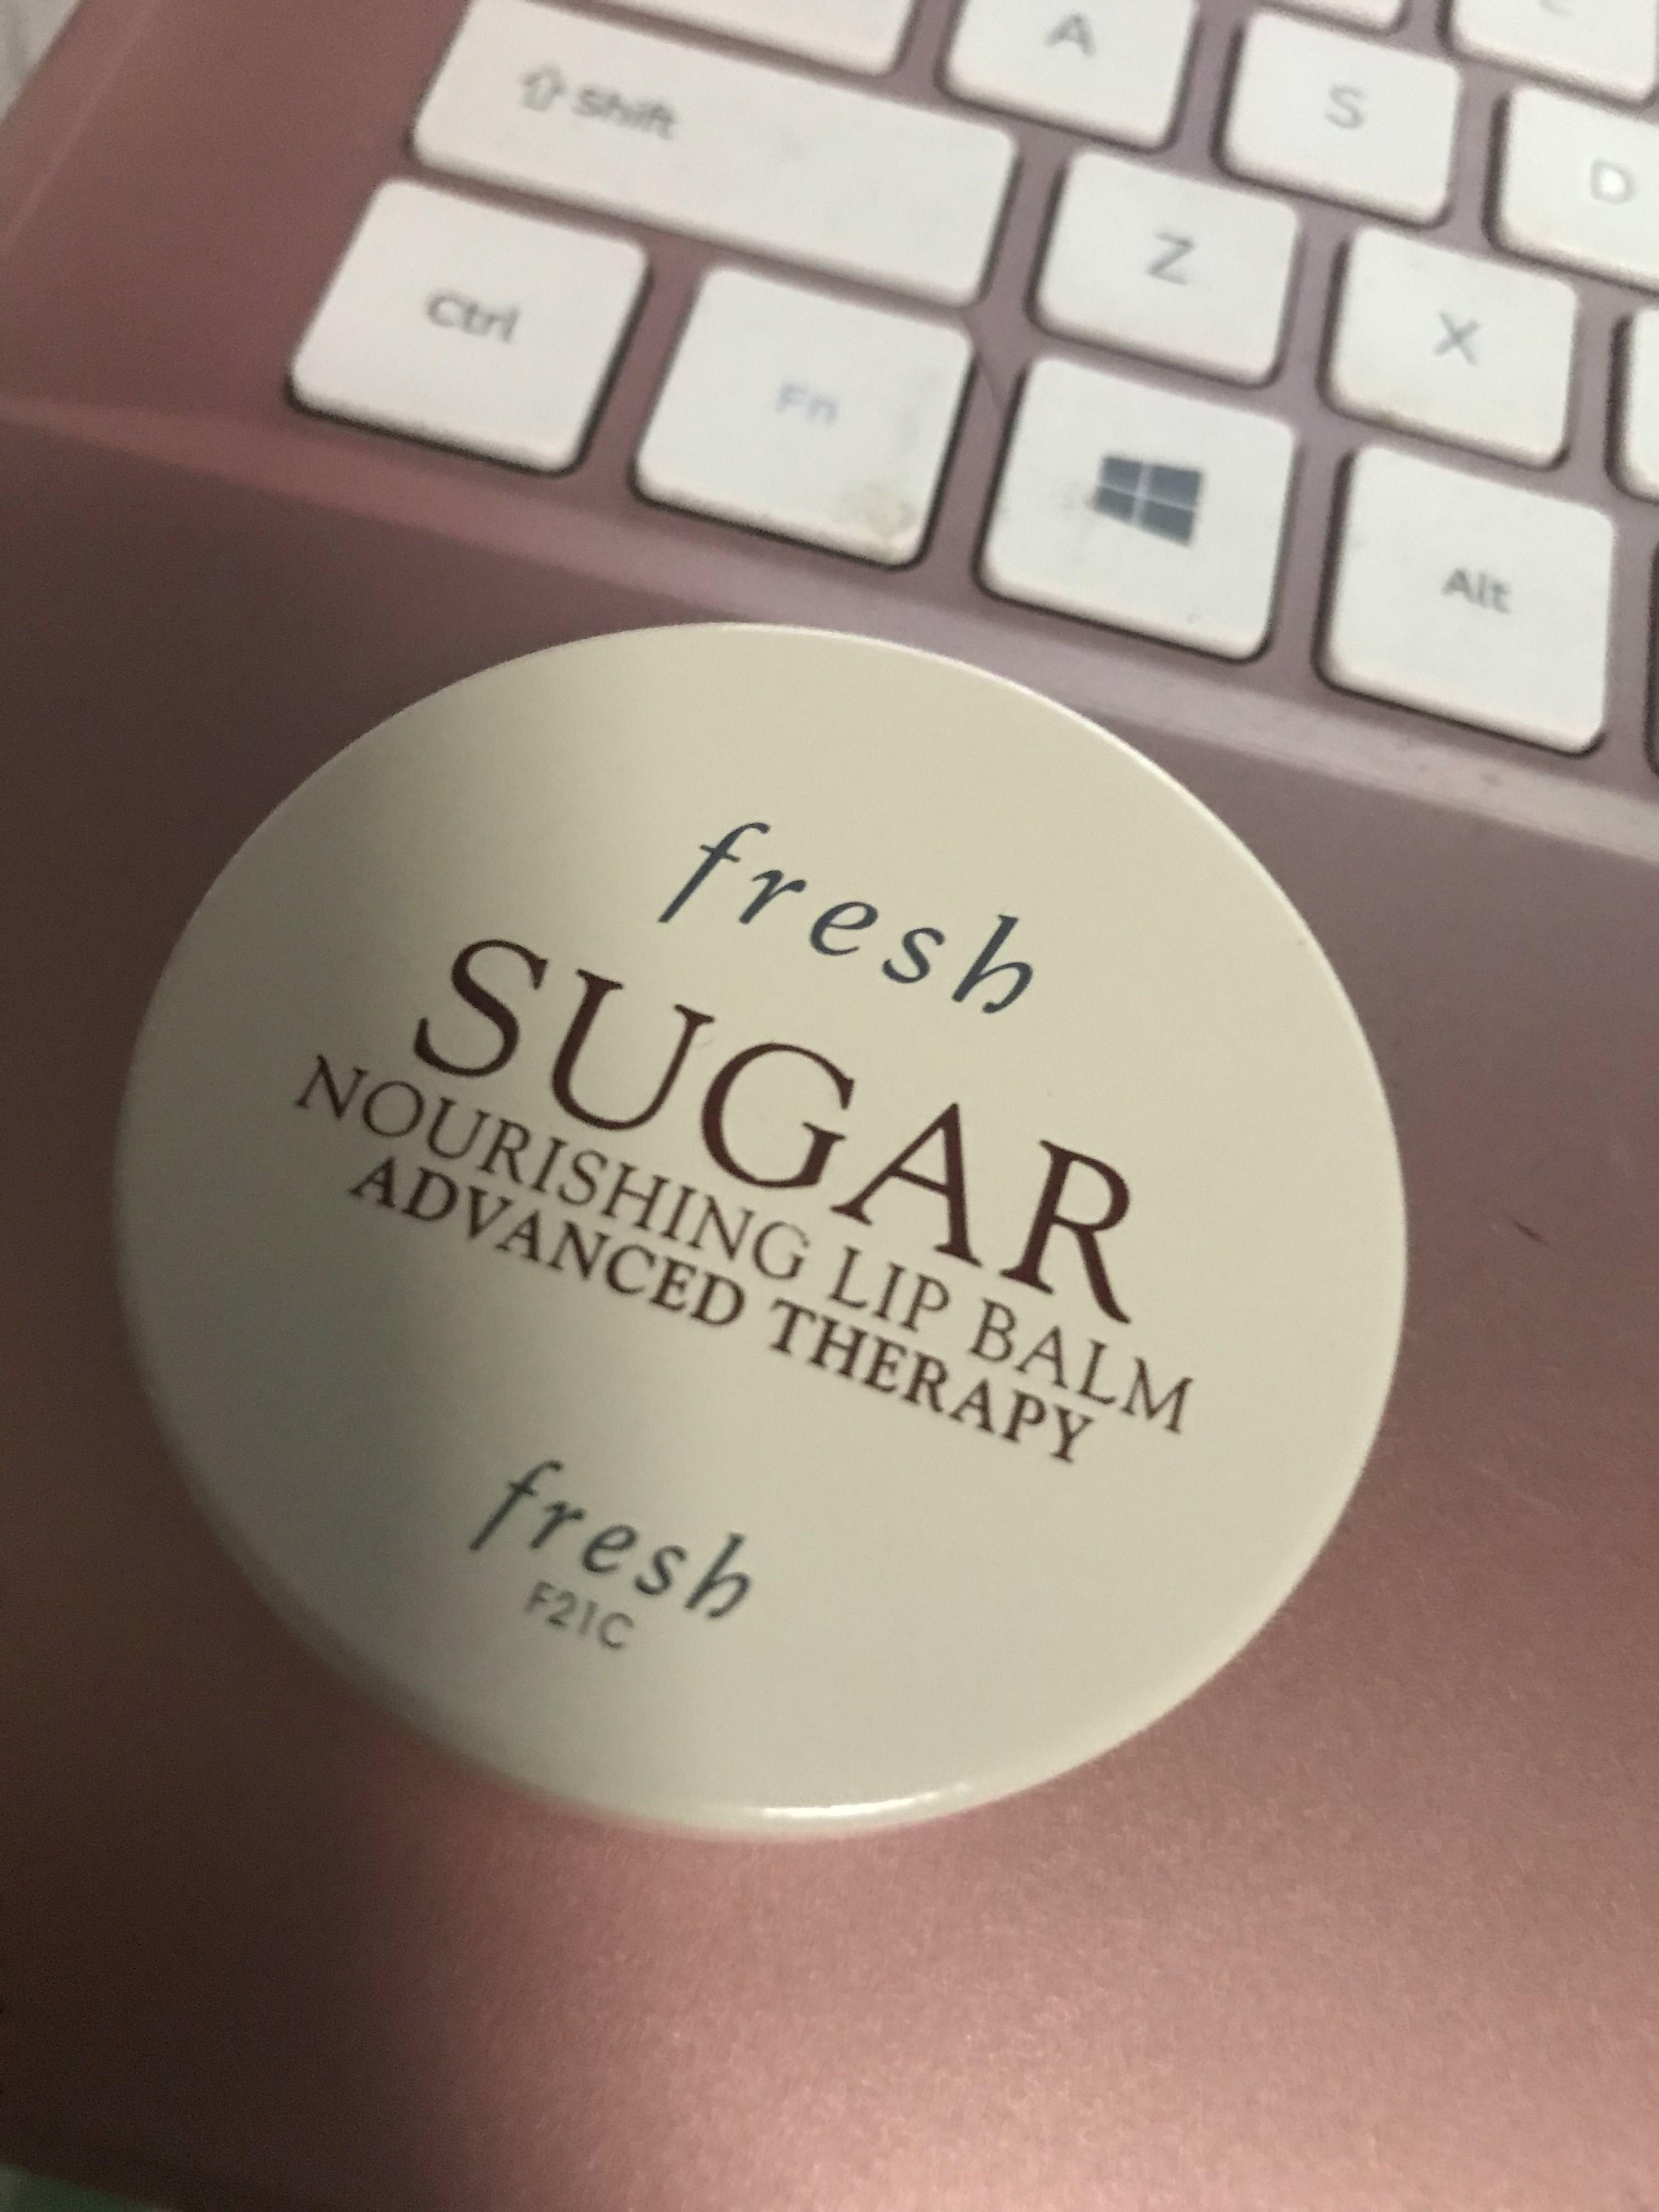 A
S
D
Shift
Z
X
Ctrl
Fn
Alt
fresh
SUGAR
NOURISHING LIP BALM
ADVANCED THERAPY
fresh
F21C